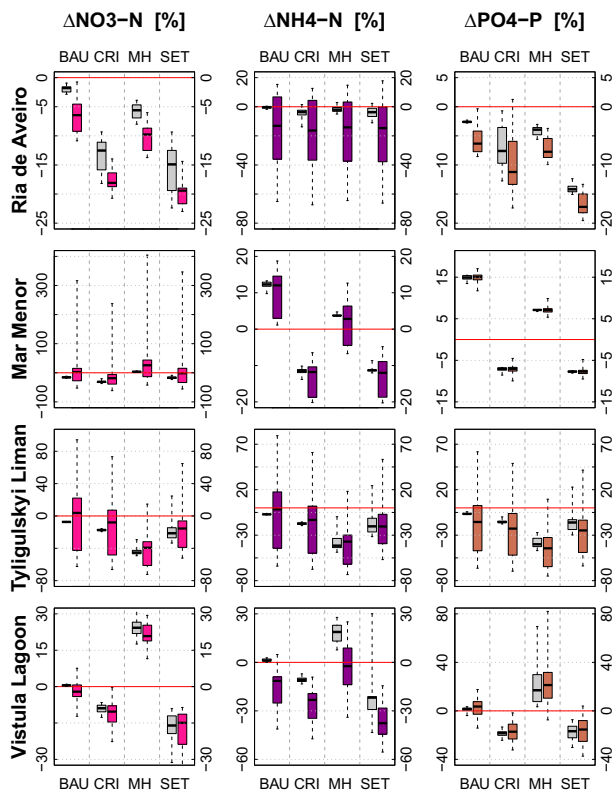 ΔNO3−N [%]
ΔNH4−N [%]
ΔPO4−P [%]
BAU CRI MH SET
BAU CRI MH SET
BAU CRI MH SET
Ria de Aveiro
0 −5 −15 −25
0 −5 −15 −25
40 0 −40 −80
40 0 −40 −80
5 0 −10 −20
5 0 −10 −20
Mar Menor
300 100 −100
300 100 −100
20 10 0 20
20 10 0 20
15 5 −5 −15
15 5 −5 −15
Tyligulskyi Liman
80 40 0 −80
80 40 0 −80
70 20 −30 −80
70 20 −30 −80
70 20 −30 −80
70 20 −30 −80
Vistula Lagoon
30 15 0 −30
30 15 0 −30
30 0 −30 −60
30 0 −30 −60
80 40 0 −40
80 40 0 −40
BAU CRI MH SET
BAU CRI MH SET
BAU CRI MH SET